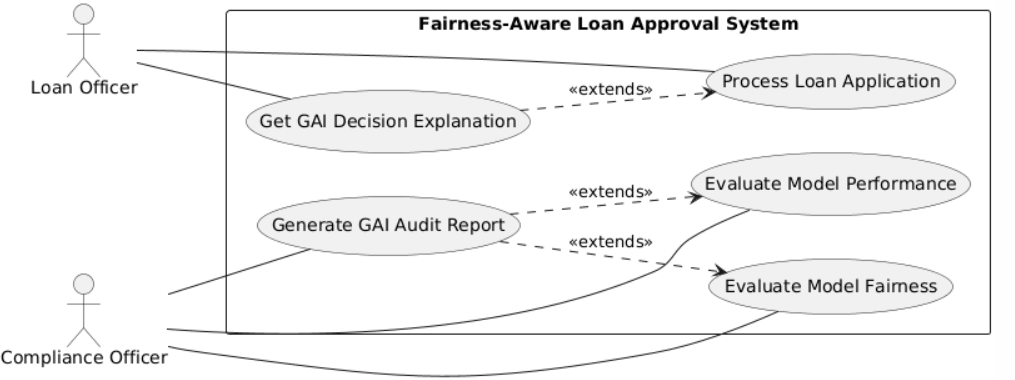 Fairness-Aware Loan Approval System
Loan Officer
Process Loan Application
«extends»
Get GAI Decision Explanation
Evaluate Model Performance
«extends»
Generate GAI Audit Report
«extends»
Evaluate Model Fairness
Compliance Officer